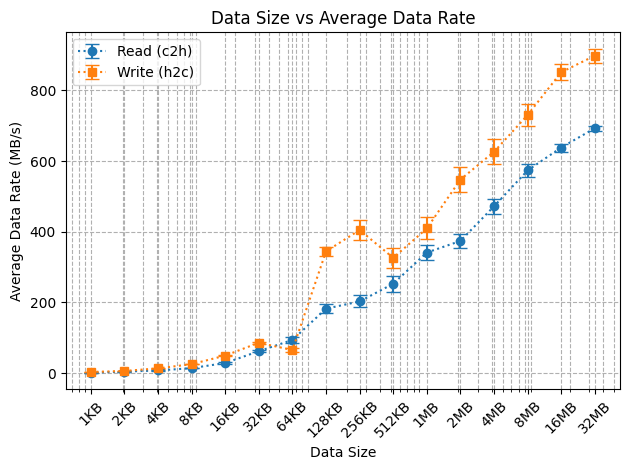 Data Size vs Average Data Rate
Read (c2h)
Write (h2c)
Average Data Rate (MB/s)
800
600
400
200
0
1KB 2KB 4KB 8KB 16KB 32KB 64KB 128KB 256KB 512KB 1MB 2MB 4MB 8MB 16MB 32MB
Data Size